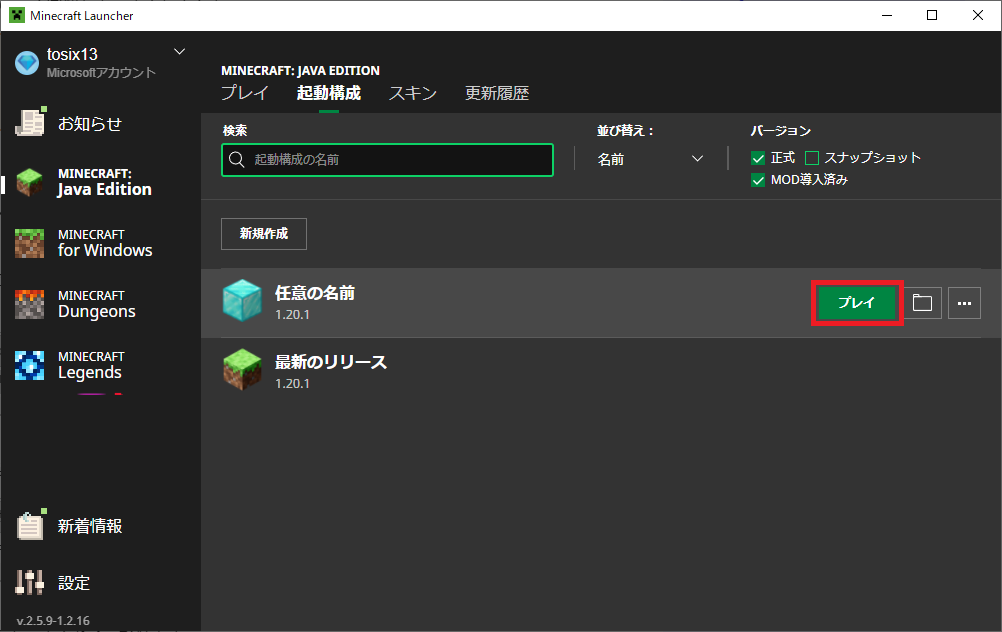 Minecraft Launcher
tosix13
Microsoftアカウント
お知らせ
MINECRAFT:
Java Edition
MINECRAFT
for Windows
MINECRAFT
Dungeons
MINECRAFT
Legends
新着情報
設定
v.2.5.9-1.2.16
MINECRAFT: JAVA EDITION
プレイ 起動構成 スキン 更新履歴
検索
起動構成の名前
並び替え：
名前
バージョン
正式 スナップショット
MOD導入済み
新規作成
任意の名前
1.20.1
プレイ
最新のリリース
1.20.1